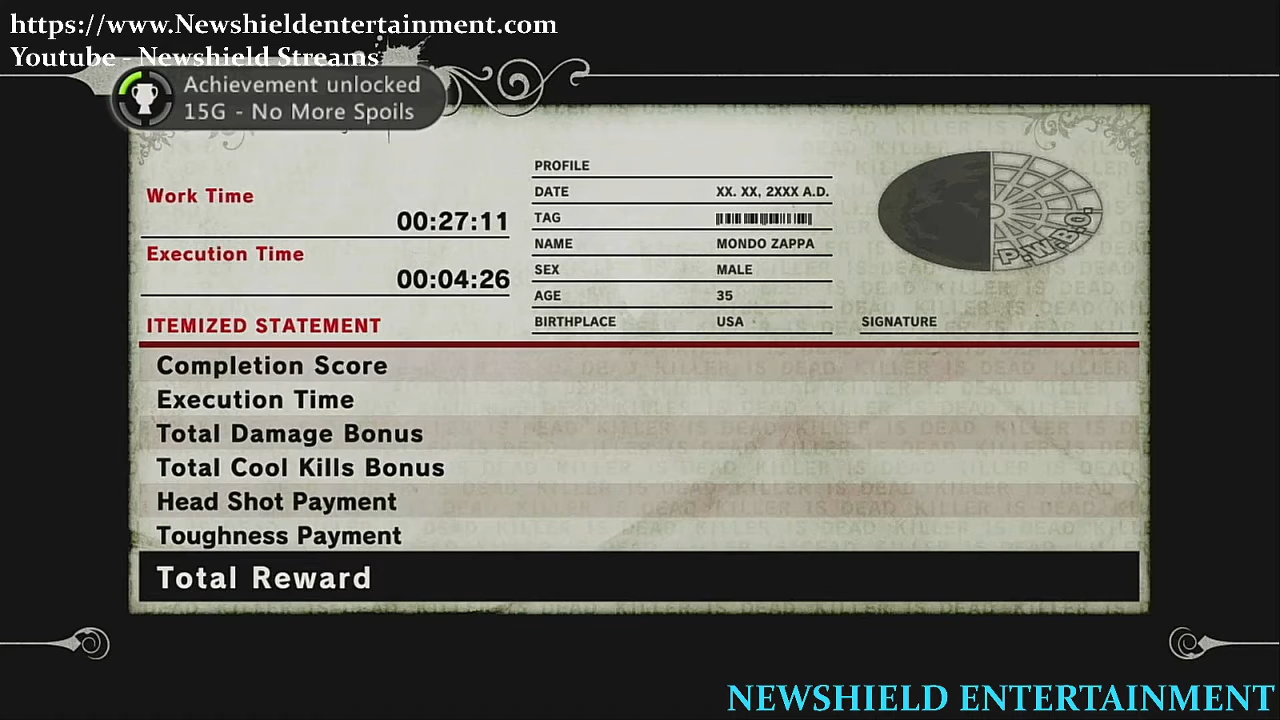 https://www.Newshieldentertainment.com
Youtube - Newshield Streams
Achievement unlocked
15G - No More Spoils
Work Time
00:27:11
Execution Time
00:04:26
PROFILE
DATE XX. XX, 2XXX A.D.
TAG
NAME MONDO ZAPPA
SEX MALE
AGE 35
BIRTHPLACE USA
P.W.B.O.
SIGNATURE
ITEMIZED STATEMENT
Completion Score
Execution Time
Total Damage Bonus
Total Cool Kills Bonus
Head Shot Payment
Toughness Payment
Total Reward
NEWSHIELD ENTERTAINMENT